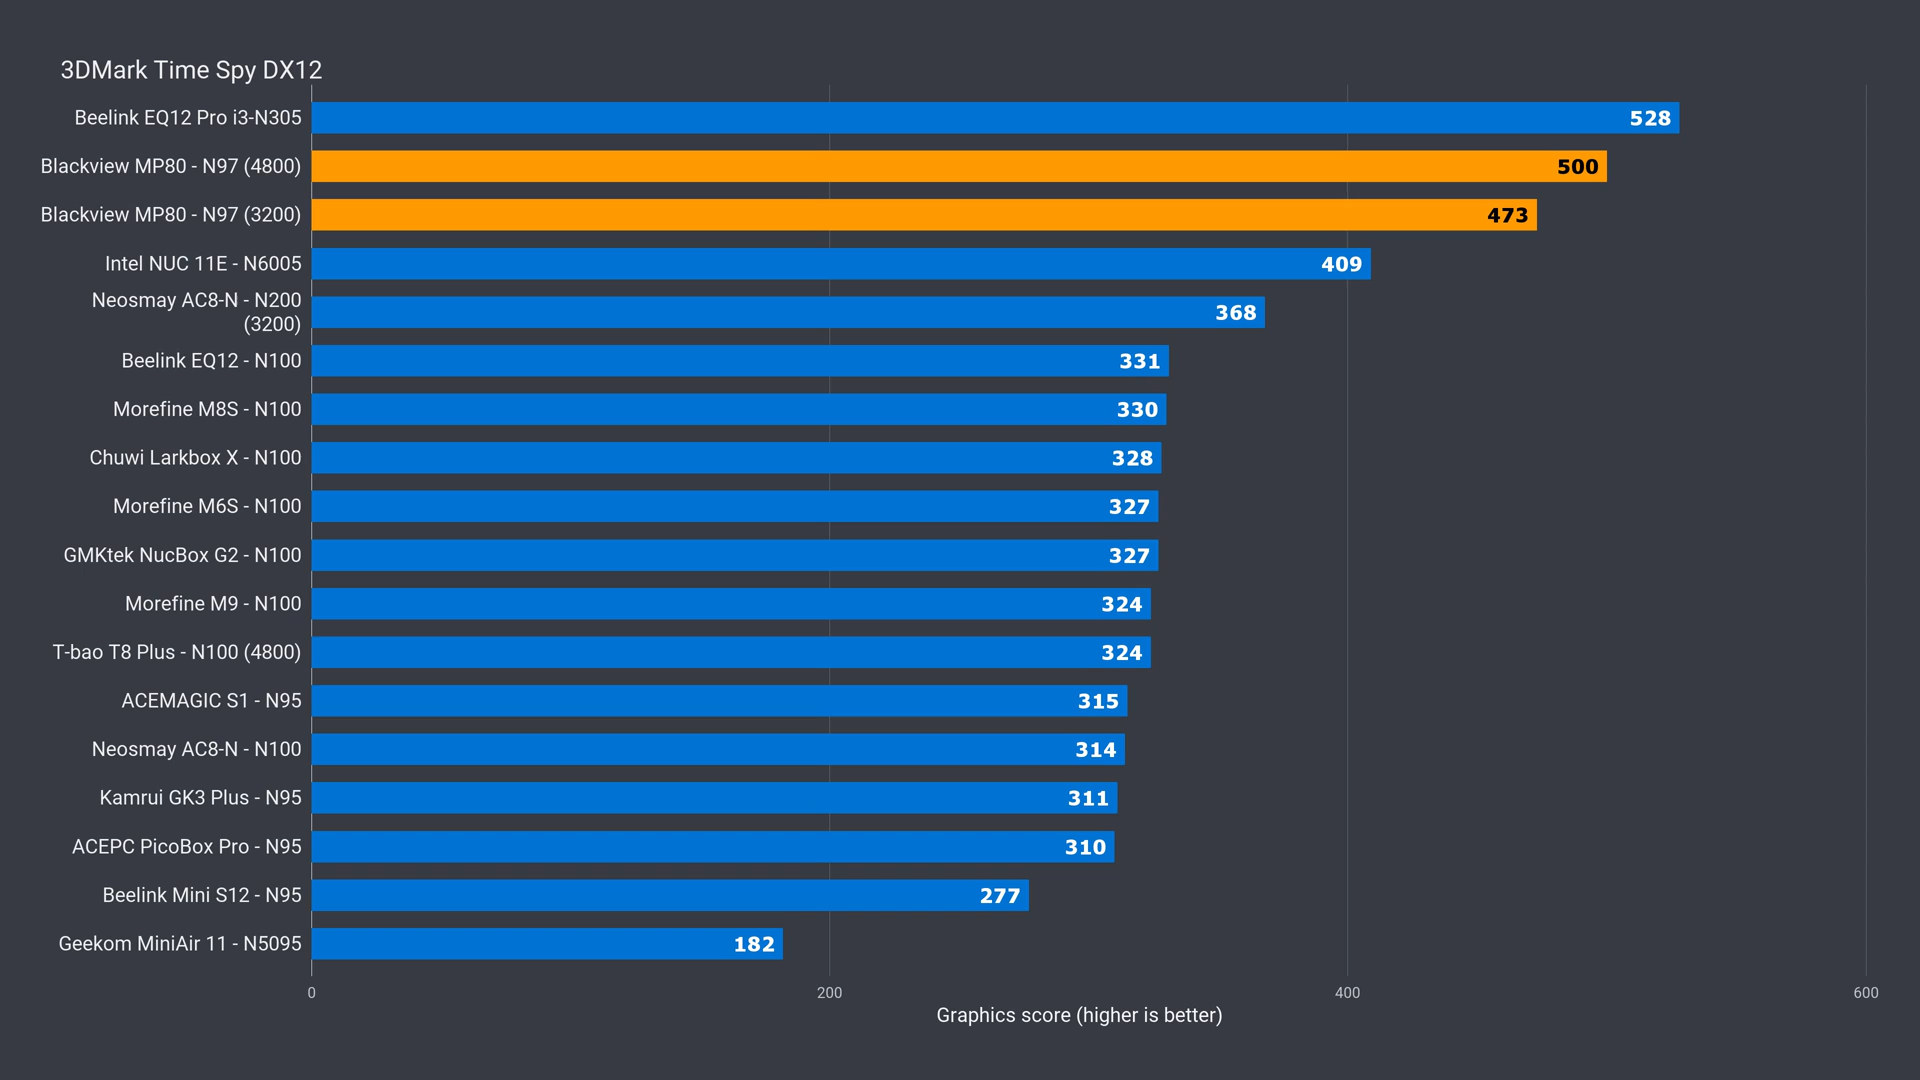 3DMark Time Spy DX12
Beelink EQ12 Pro i3-N305
528
Blackview MP80 - N97 (4800)
500
Blackview MP80 - N97 (3200)
473
Intel NUC 11E - N6005
409
Neosmay AC8-N - N200
(3200)
368
Beelink EQ12 - N100
331
Morefine M8S - N100
330
Chuwi Larkbox X - N100
328
Morefine M6S - N100
327
GMKtek NucBox G2 - N100
327
Morefine M9 - N100
324
T-bao T8 Plus - N100 (4800)
324
ACEMAGIC S1 - N95
315
Neosmay AC8-N - N100
314
Kamrui GK3 Plus - N95
311
ACEPC PicoBox Pro - N95
310
Beelink Mini S12 - N95
277
Geekom MiniAir 11 - N5095
182
0 200 400 600
Graphics score (higher is better)